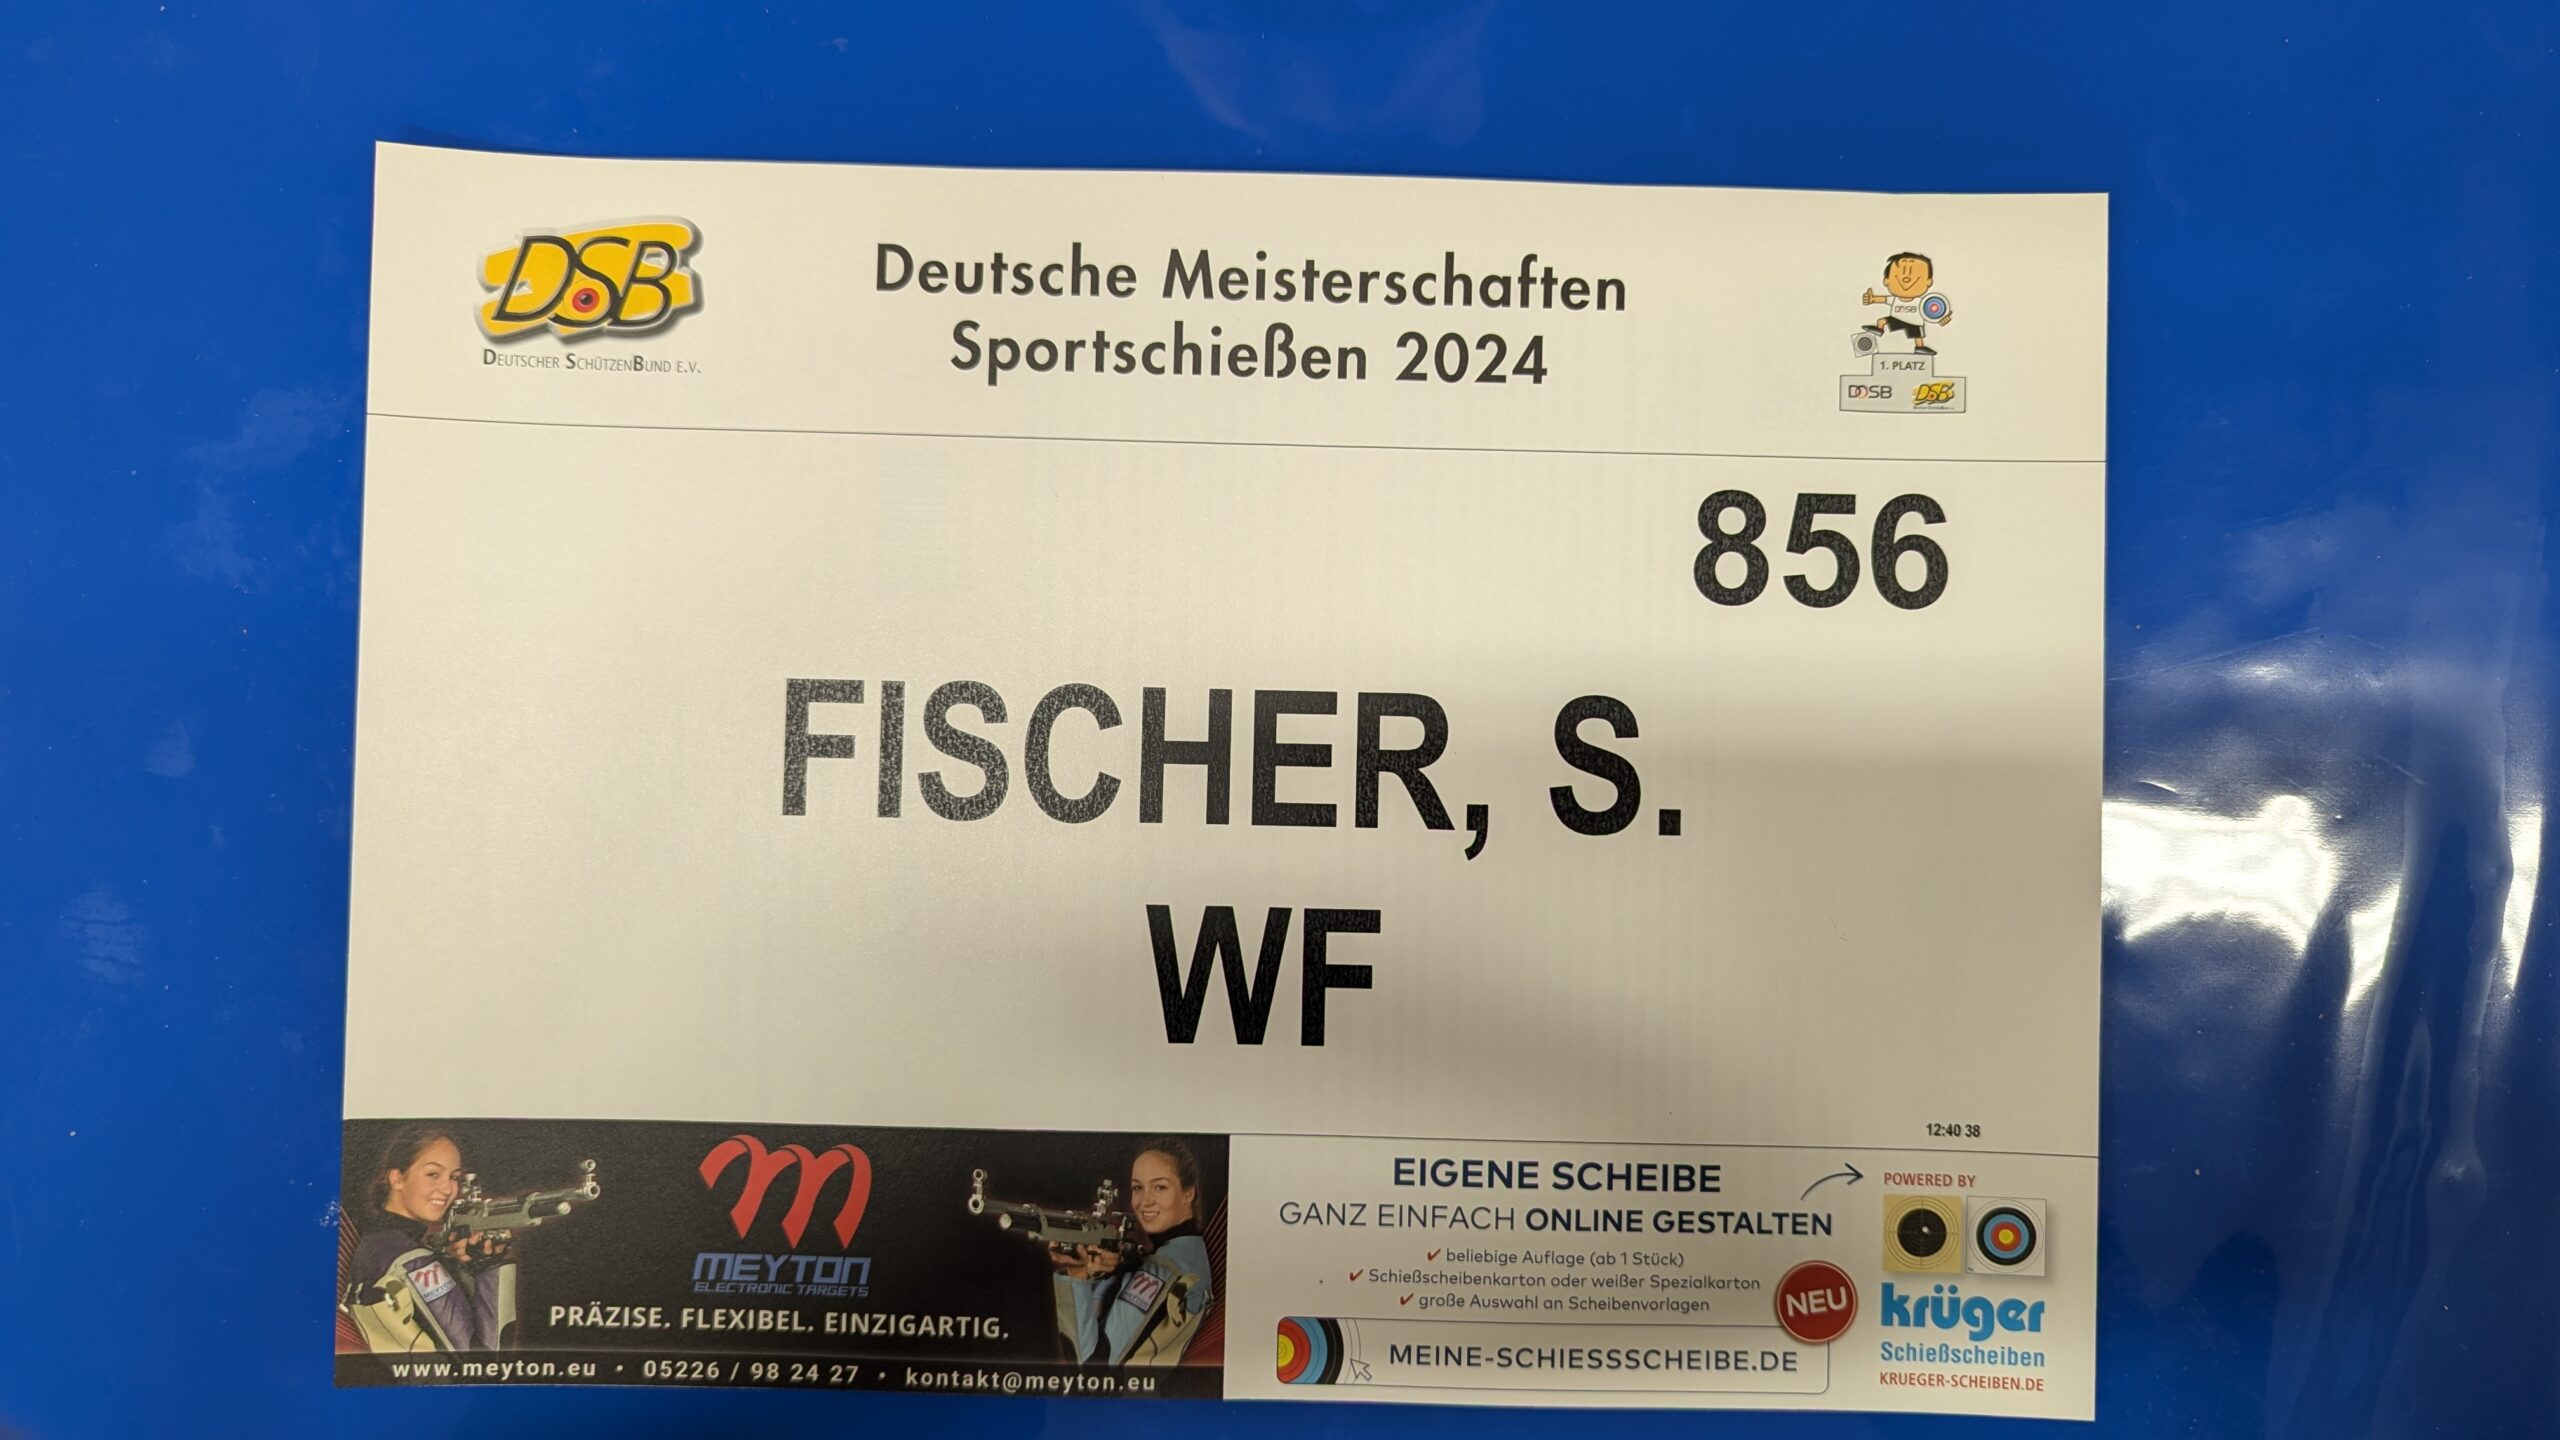 DSB
DEUTSCHER SCHÜTZENBUND E.V.
Deutsche Meisterschaften
Sportschießen 2024
DOSB
1. PLATZ
DOSB DSB
856
FISCHER, S.
WF
12:40 38
MEYTON
ELECTRONIC TARGETS
PRÄZISE. FLEXIBEL. EINZIGARTIG.
www.meyton.eu • 05226 / 98 24 27 • kontakt@meyton.eu
EIGENE SCHEIBE
GANZ EINFACH ONLINE GESTALTEN
✔ beliebige Auflage (ab 1 Stück)
✔ Schießscheibenkarton oder weißer Spezialkarton
✔ große Auswahl an Scheibenvorlagen
NEU
MEINE-SCHIESSSCHEIBE.DE
POWERED BY
krüger
Schießscheiben
KRUEGER-SCHEIBEN.DE